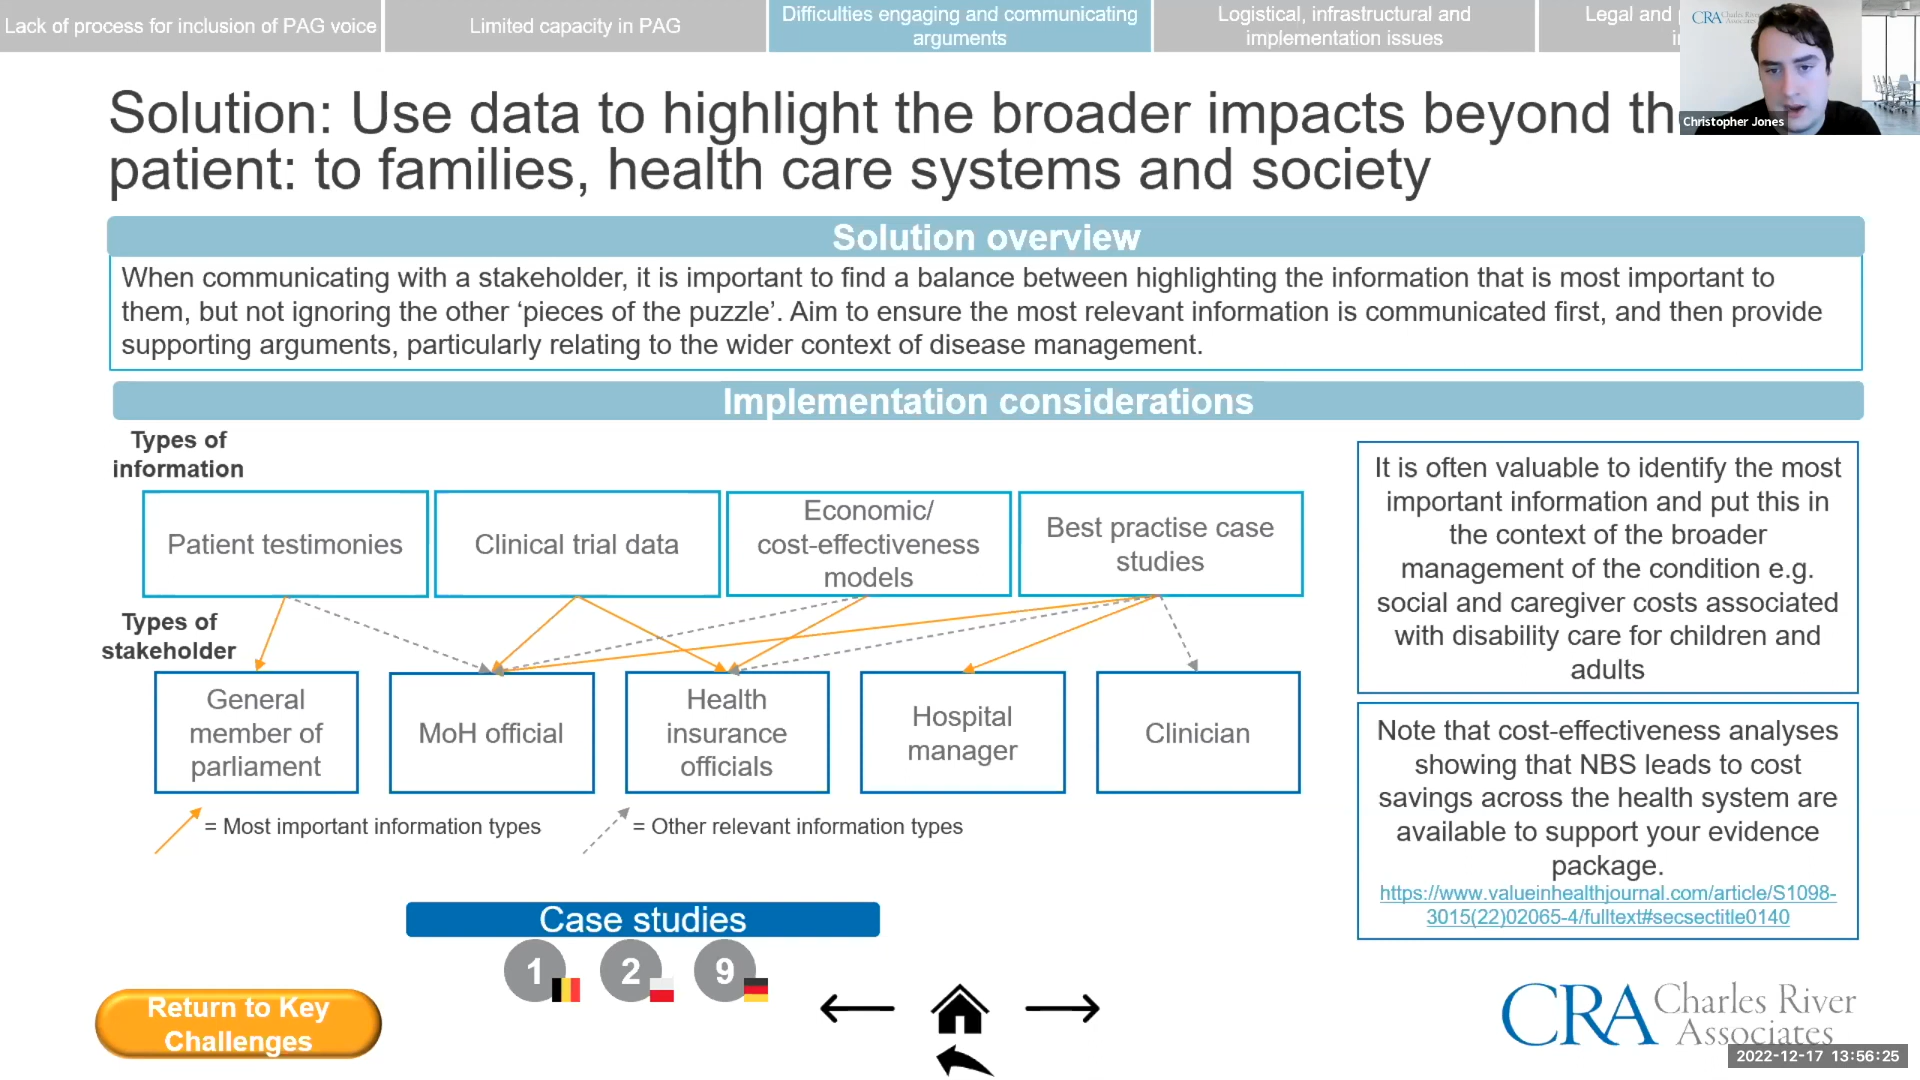 Lack of process for inclusion of PAG voice
Limited capacity in PAG
Difficulties engaging and communicating
arguments
Logistical, infrastructural and
implementation issues
Legal and
CRA Charles River
Associates
Christopher Jones
Solution: Use data to highlight the broader impacts beyond th
patient: to families, health care systems and society
Solution overview
When communicating with a stakeholder, it is important to find a balance between highlighting the information that is most important to
them, but not ignoring the other ‘pieces of the puzzle’. Aim to ensure the most relevant information is communicated first, and then provide
supporting arguments, particularly relating to the wider context of disease management.
Implementation considerations
Types of
information
Patient testimonies
Clinical trial data
Economic/
cost-effectiveness
models
Best practise case
studies
Types of
stakeholder
General
member of
parliament
MoH official
Health
insurance
officials
Hospital
manager
Clinician
= Most important information types
= Other relevant information types
It is often valuable to identify the most
important information and put this in
the context of the broader
management of the condition e.g.
social and caregiver costs associated
with disability care for children and
adults
Note that cost-effectiveness analyses
showing that NBS leads to cost
savings across the health system are
available to support your evidence
package.
https://www.valueinhealthjournal.com/article/S1098-
3015(22)02065-4/fulltext#secsectitle0140
Case studies
1
2
9
Return to Key
Challenges
CRA Charles River
Associates
2022-12-17 13:56:25